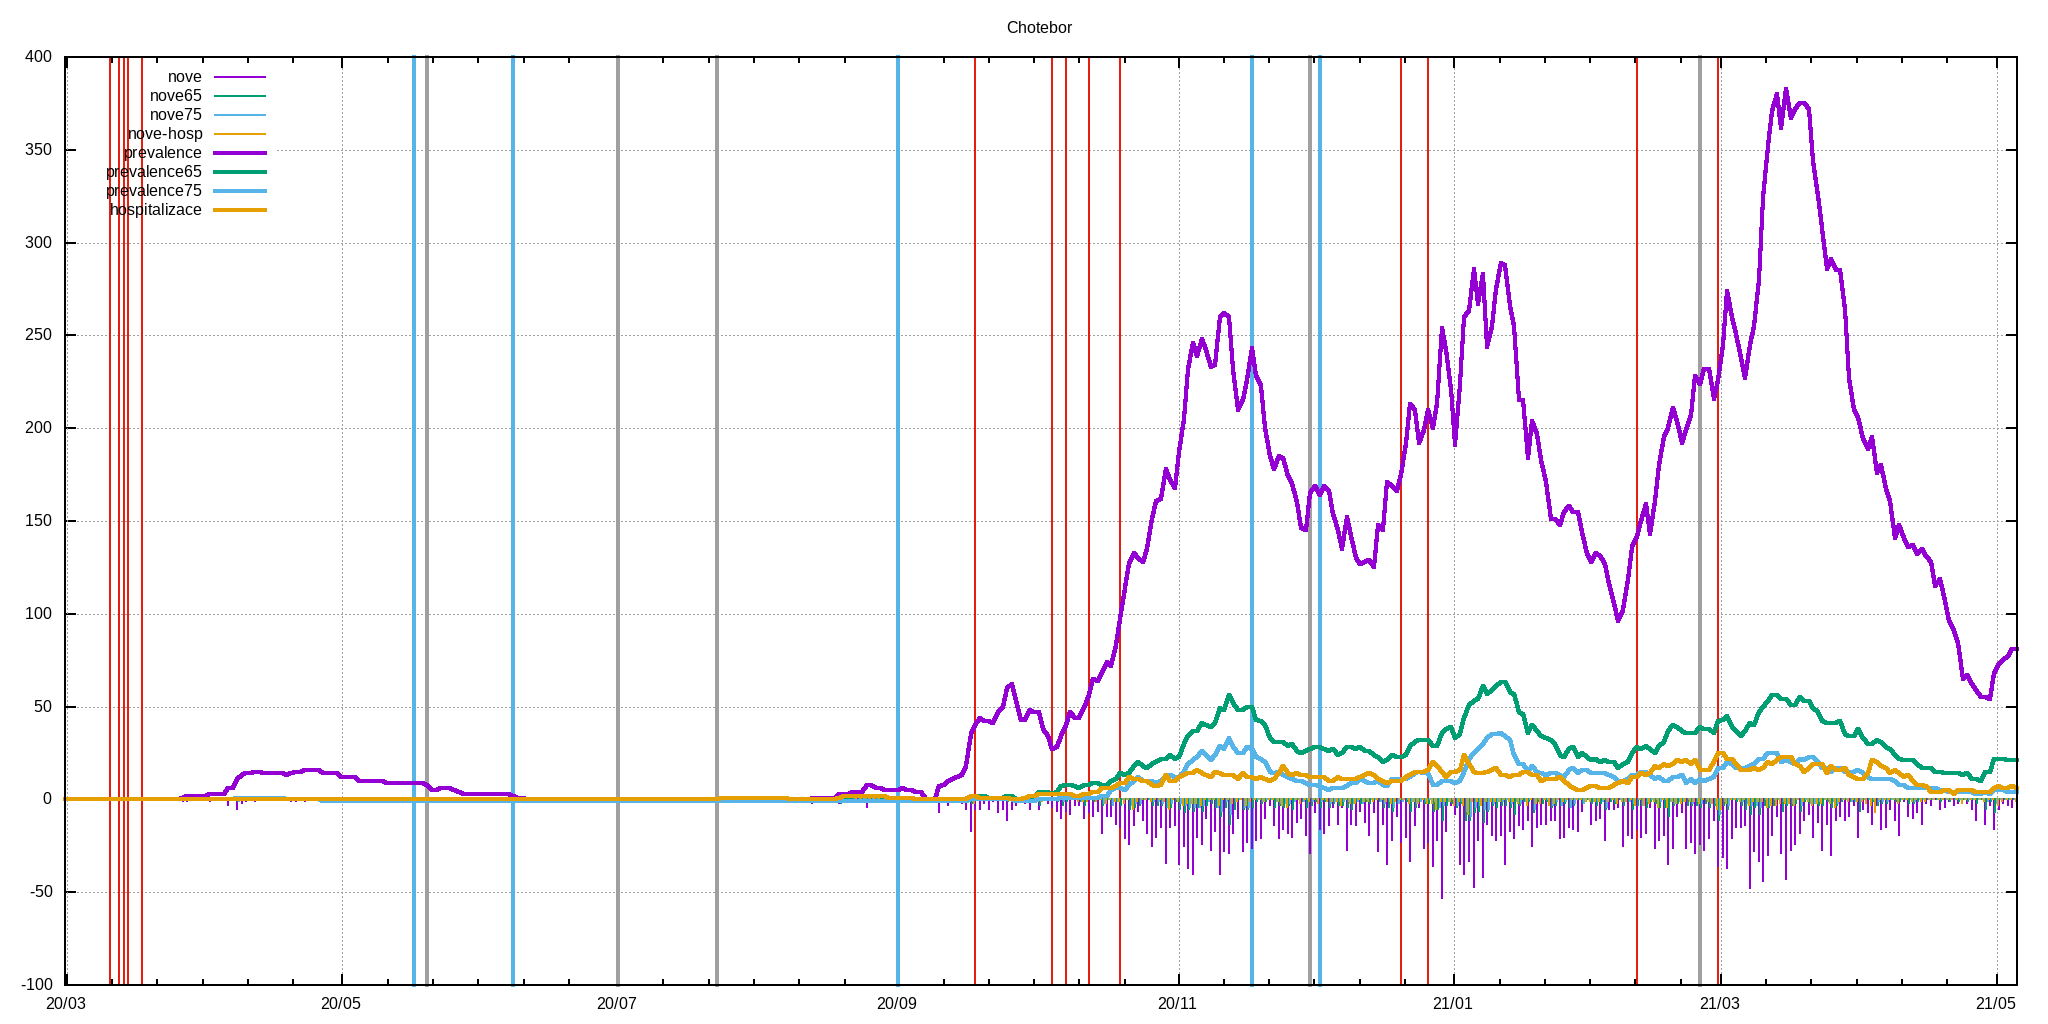 Chotebor
400
350
300
250
200
150
100
50
0
-50
-100
nove
nove65
nove75
nove-hosp
prevalence
prevalence65
prevalence75
hospitalizace
20/03 20/05 20/07 20/09 20/11 21/01 21/03 21/05